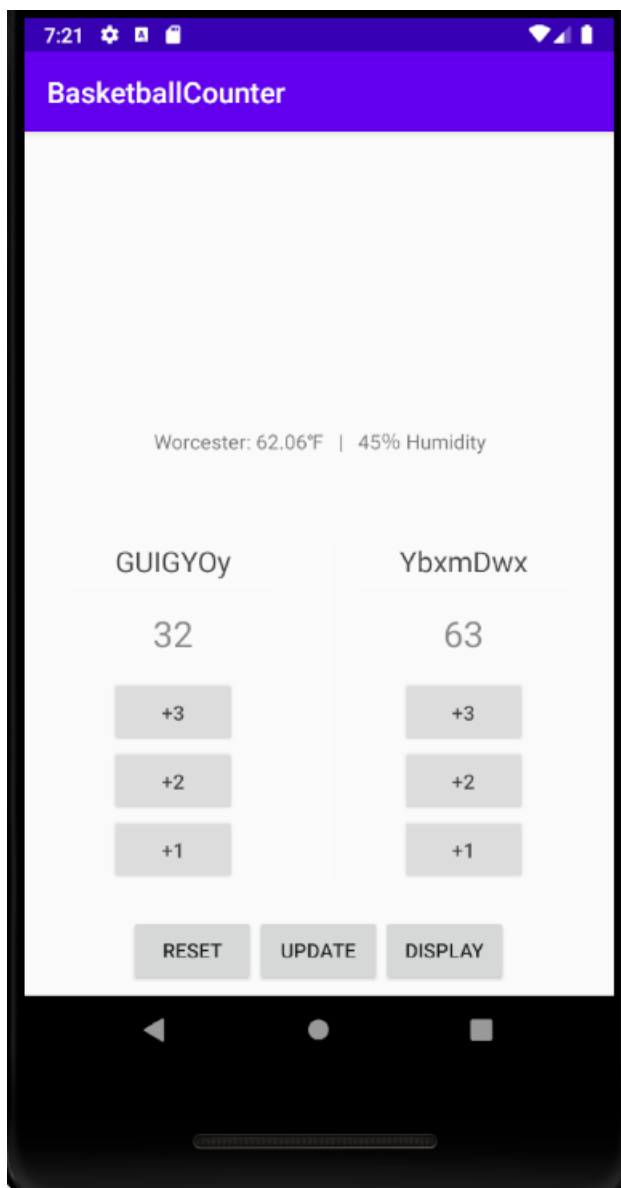 7:21
BasketballCounter
Worcester: 62.06°F | 45% Humidity
GUIGYOy YbxmDwx
32 63
+3 +3
+2 +2
+1 +1
RESET UPDATE DISPLAY